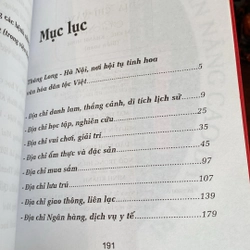 Mục lục
Thăng Long - Hà Nội, nơi hội tụ tinh hoa
văn hóa dân tộc Việt 5
- Địa chỉ danh lam, thắng cảnh, di tích lịch sử 9
- Địa chỉ học tập, nghiên cứu 25
- Địa chỉ vui chơi, giải trí 35
- Địa chỉ ẩm thực và đặc sản 45
- Địa chỉ mua sắm 97
- Địa chỉ lưu trú 107
- Địa chỉ giao thông, liên lạc 139
- Địa chỉ Ngân hàng, dịch vụ y tế 179
191